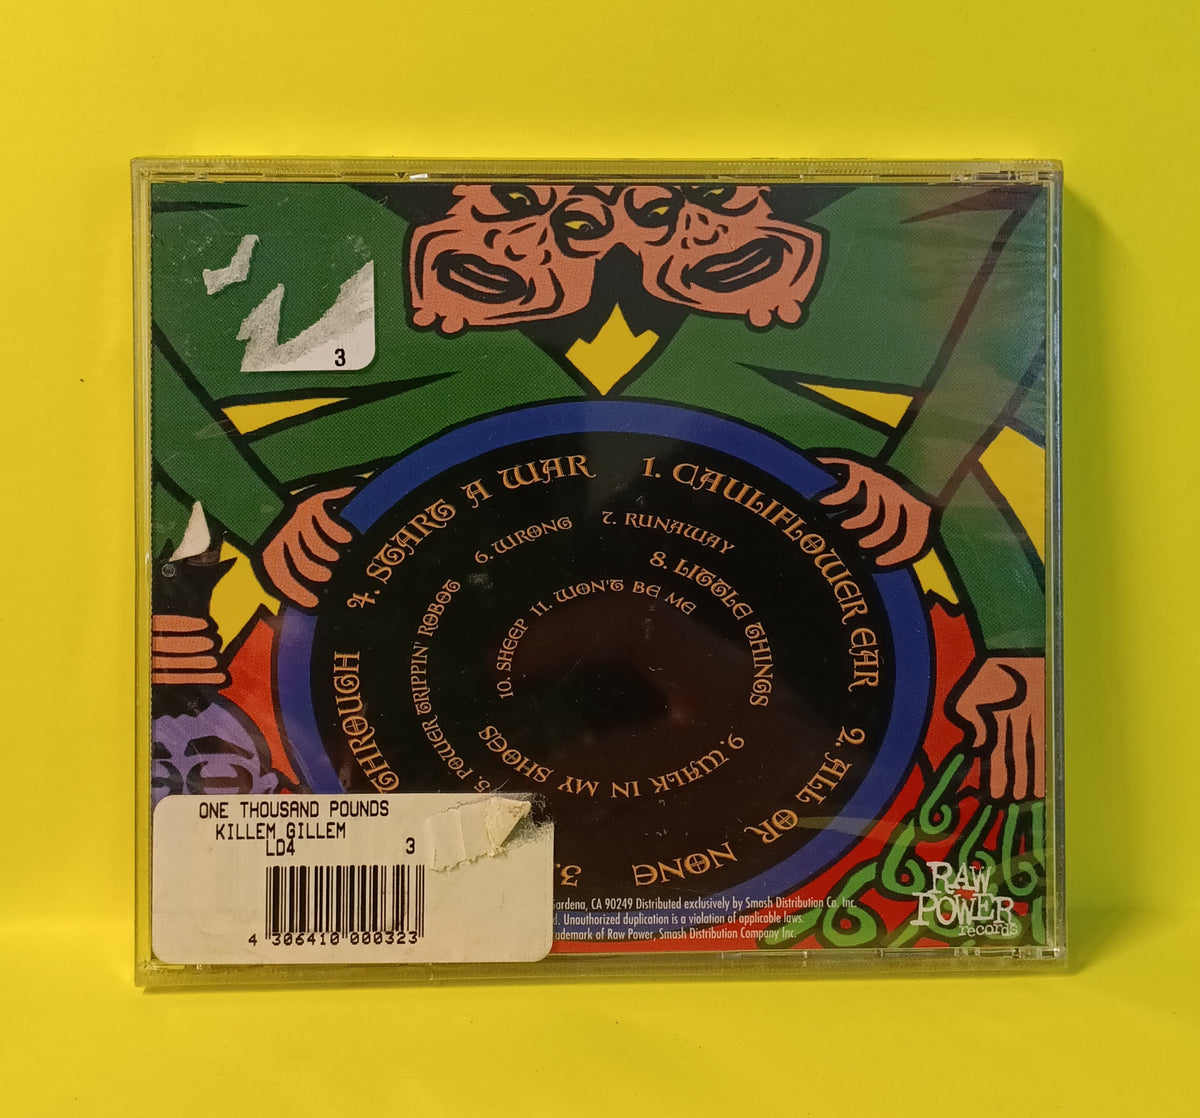 3
1. CAULIFLOWER EAR
2. ALL OR NONE
3.
THROUGH
4. START A WAR
5. POWER GRIPPIN' ROBOT
6. WRONG
7. RUNAWAY
8. LITTLE THINGS
9. WALK IN MY SHOES
10. SHEEP
11. WON'T BE ME
ONE THOUSAND POUNDS
KILLEM GILLEM
LD4 3
4 306410 000323
Gardena, CA 90249 Distributed exclusively by Smash Distribution Co, Inc.
Unauthorized duplication is a violation of applicable laws.
ademark of Raw Power, Smash Distribution Company Inc.
RAW
POWER
records